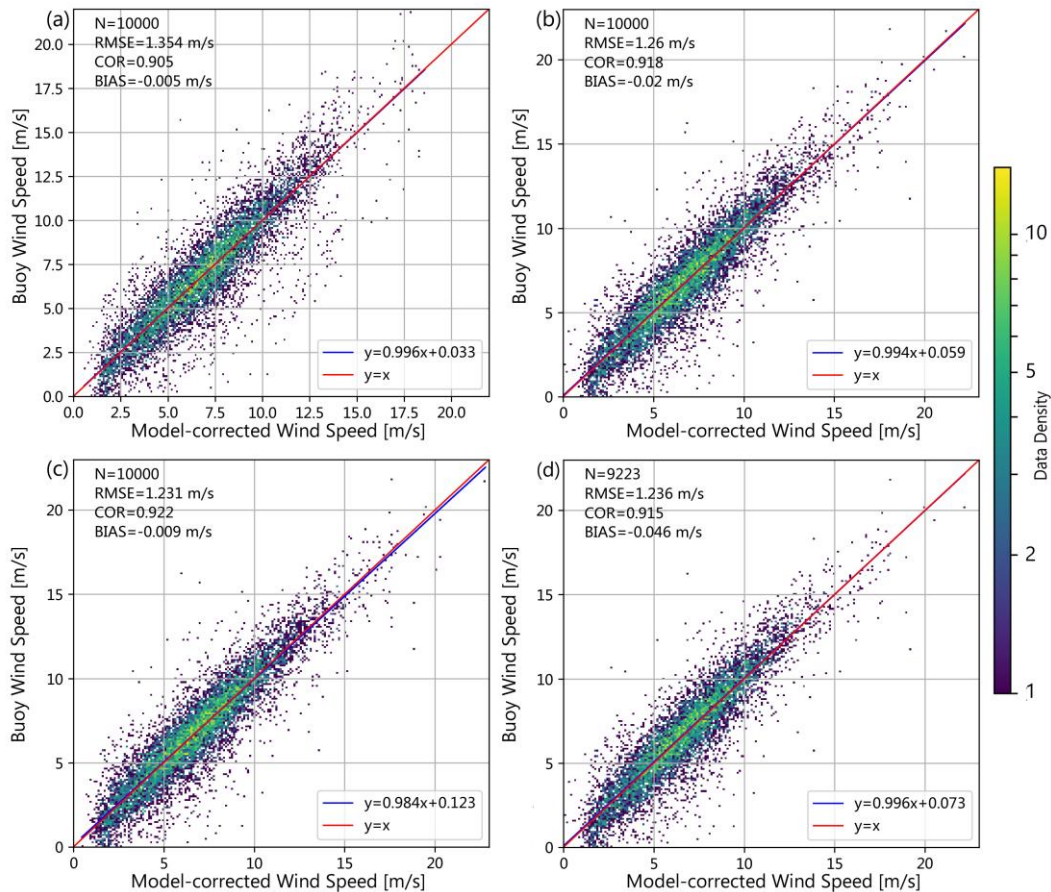 (a)
N=10000
RMSE=1.354 m/s
COR=0.905
BIAS=-0.005 m/s
20.0
17.5
15.0
12.5
10.0
7.5
5.0
2.5
0.0
Buoy Wind Speed [m/s]
y=0.996x+0.033
y=x
0.0
2.5
5.0
7.5
10.0
12.5
15.0
17.5
20.0
Model-corrected Wind Speed [m/s]
(b)
N=10000
RMSE=1.26 m/s
COR=0.918
BIAS=-0.02 m/s
20
15
10
5
0
Buoy Wind Speed [m/s]
y=0.994x+0.059
y=x
0
5
10
15
20
Model-corrected Wind Speed [m/s]
(c)
N=10000
RMSE=1.231 m/s
COR=0.922
BIAS=-0.009 m/s
20
15
10
5
0
Buoy Wind Speed [m/s]
y=0.984x+0.123
y=x
0
5
10
15
20
Model-corrected Wind Speed [m/s]
(d)
N=9223
RMSE=1.236 m/s
COR=0.915
BIAS=-0.046 m/s
20
15
10
5
0
Buoy Wind Speed [m/s]
y=0.996x+0.073
y=x
0
5
10
15
20
Model-corrected Wind Speed [m/s]
10
5
2
1
Data Density